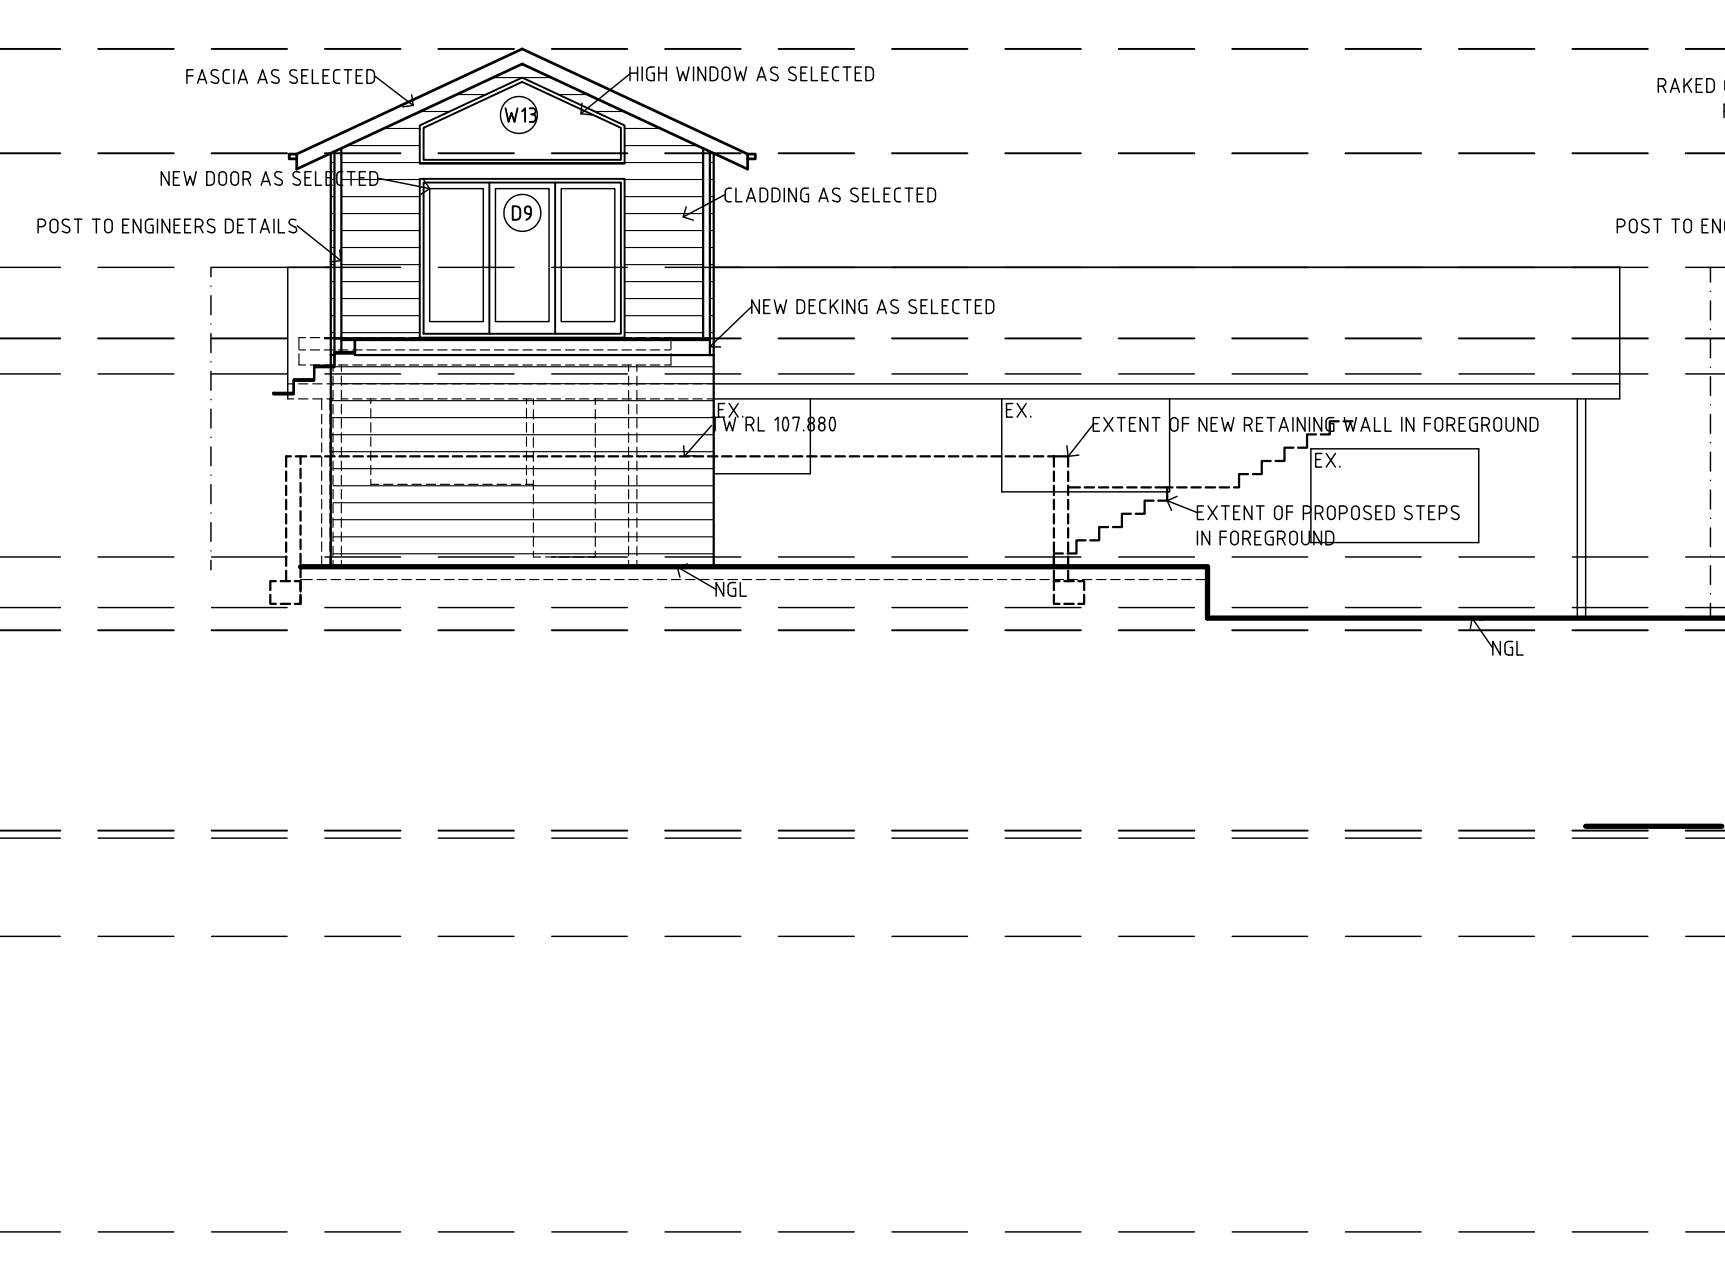 FASCIA AS SELECTED
HIGH WINDOW AS SELECTED
RAKED
W13
NEW DOOR AS SELECTED
CLADDING AS SELECTED
D9
POST TO ENGINEERS DETAILS
POST TO ENG
NEW DECKING AS SELECTED
EX.
EX.
TW RL 107.880
EXTENT OF NEW RETAINING WALL IN FOREGROUND
EX.
EXTENT OF PROPOSED STEPS
IN FOREGROUND
NGL
NGL